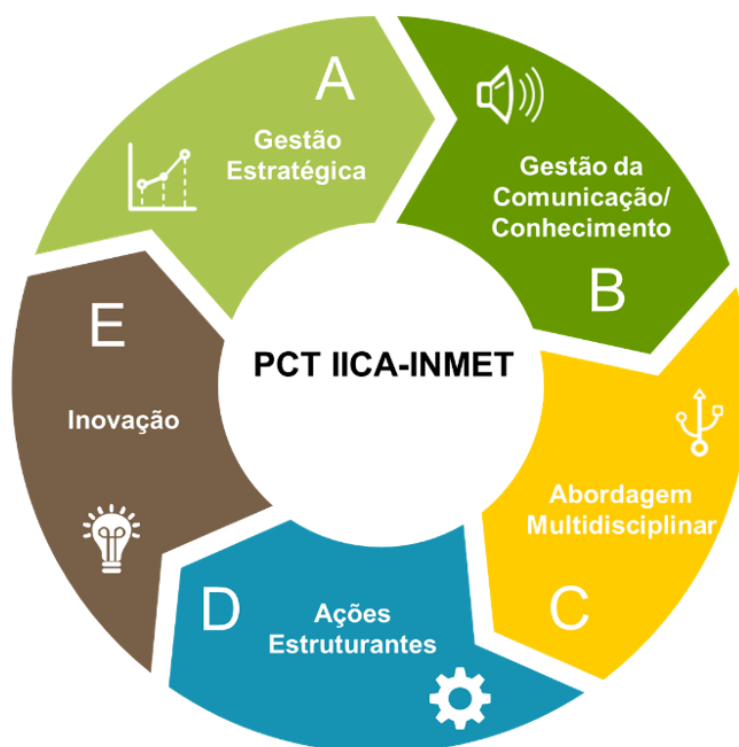 A
Gestão
Estratégica
Gestão da
Comunicação/
Conhecimento
B
PCT IICA-INMET
Abordagem
Multidisciplinar
C
D
Ações
Estruturantes
E
Inovação